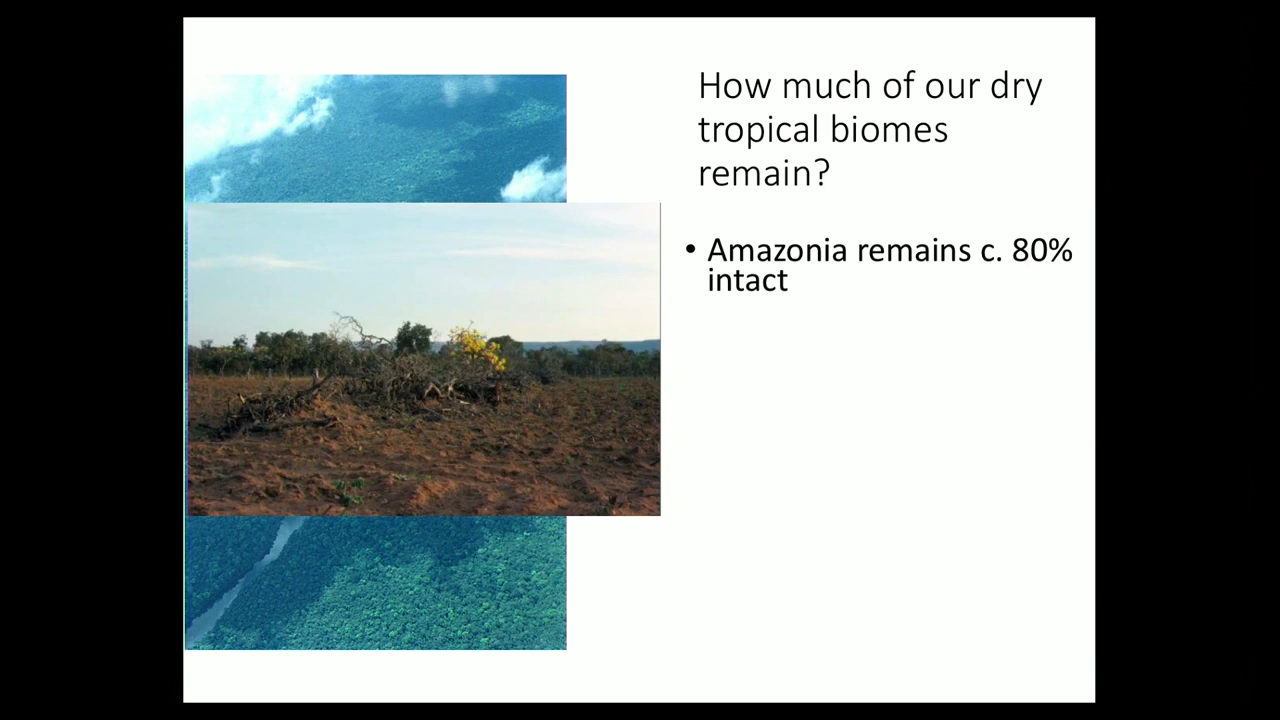 How much of our dry
tropical biomes
remain?
• Amazonia remains c. 80%
intact